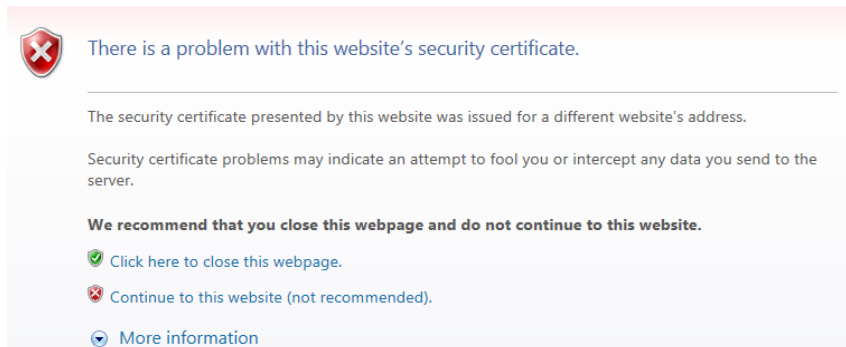 There is a problem with this website's security certificate.
The security certificate presented by this website was issued for a different website's address.
Security certificate problems may indicate an attempt to fool you or intercept any data you send to the
server.
We recommend that you close this webpage and do not continue to this website.
Click here to close this webpage.
Continue to this website (not recommended).
More information